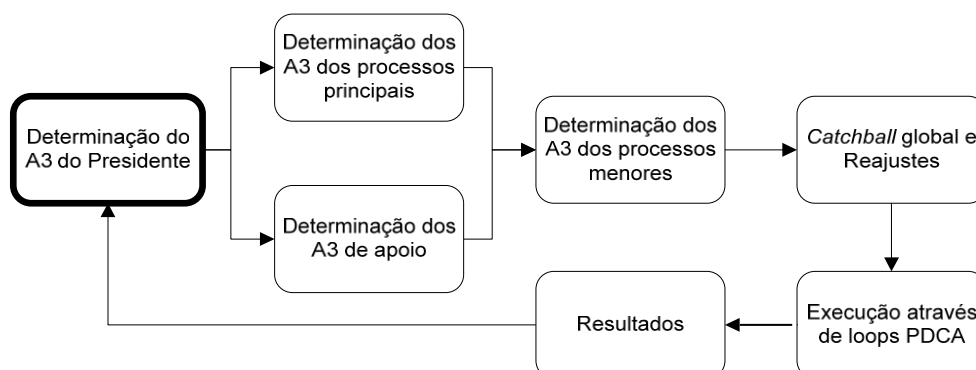 Determinação do
A3 do Presidente
Determinação dos
A3 dos processos
principais
Determinação dos
A3 de apoio
Determinação dos
A3 dos processos
menores
Catchball global e
Reajustes
Execução através
de loops PDCA
Resultados